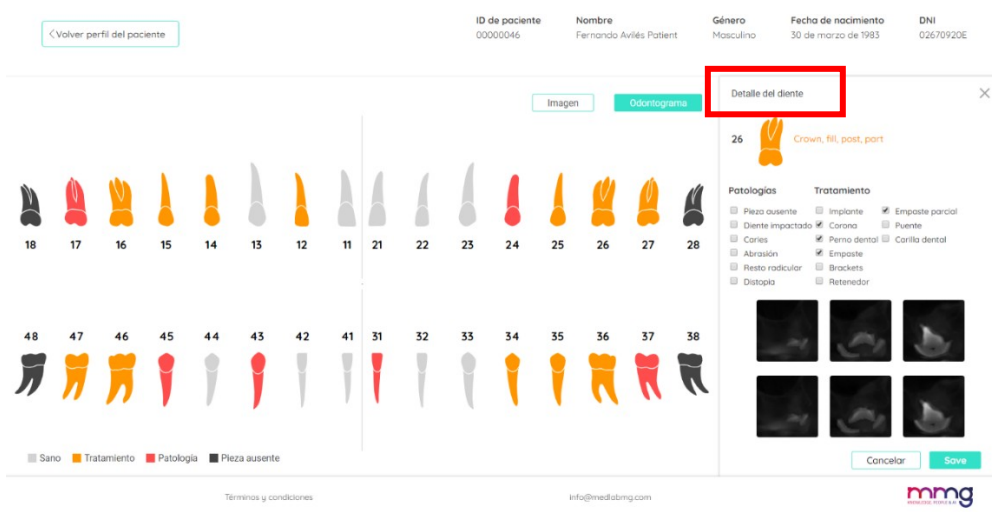 < Volver perfil del paciente
ID de paciente Nombre Género Fecha de nacimiento DNI
00000046 Fernando Avilés Patient Masculino 30 de marzo de 1983 02670920E
Imagen Odontograma
18 17 16 15 14 13 12 11 21 22 23 24 25 26 27 28
48 47 46 45 44 43 42 41 31 32 33 34 35 36 37 38
Sano Tratamiento Patología Pieza ausente
Detalle del diente
26 Crown, fill, post, part
Patologías Tratamiento
Pieza ausente Implante Empaste parcial
Diente impactado Corona Puente
Caries Perno dental Carilla dental
Abrasión Empaste
Resto radicular Brackets
Distopía Retenedor
Cancelar Save
Términos y condiciones info@medlabmg.com mmg